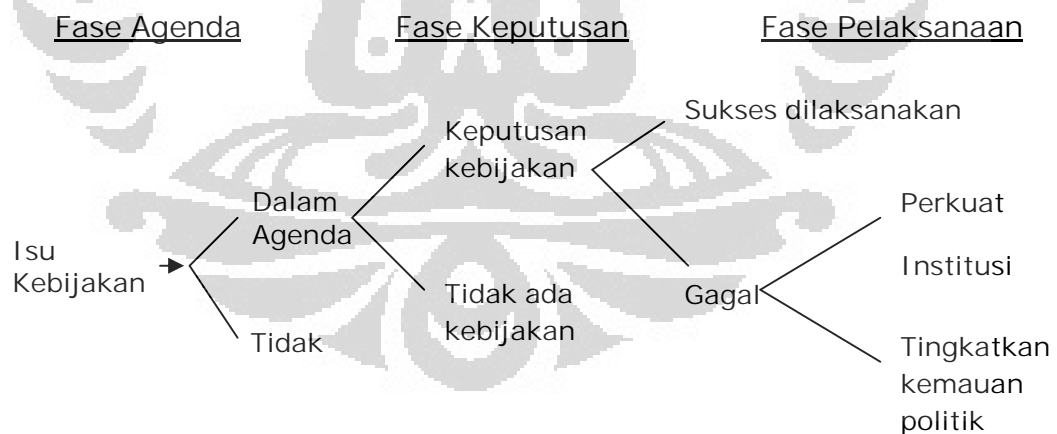 Fase Agenda
Fase Keputusan
Fase Pelaksanaan
Isu
Kebijakan
Dalam
Agenda
Tidak
Keputusan
kebijakan
Tidak ada
kebijakan
Sukses dilaksanakan
Gagal
Perkuat
Institusi
Tingkatkan
kemauan
politik